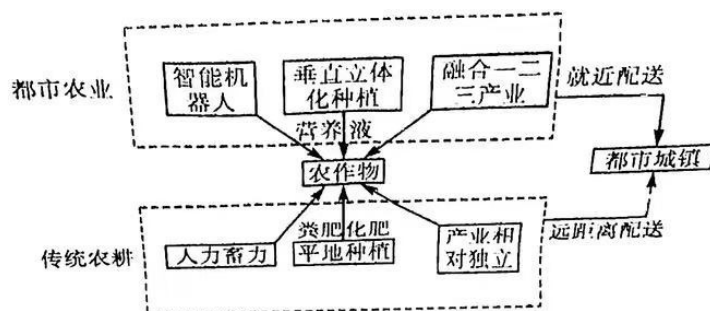 都市农业
智能机
器人
垂直立体
化种植
融合一二
三产业
就近配送
营养液
农作物
都市城镇
传统农耕
人力畜力
粪肥化肥
平地种植
产业相
对独立
远距离配送